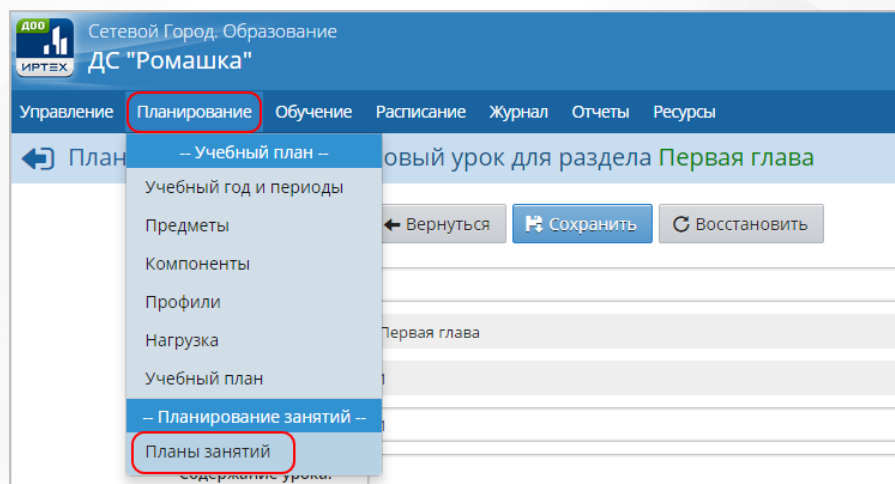 ДОО
ИРТЕХ
Сетевой Город. Образование
ДС "Ромашка"
Управление Планирование Обучение Расписание Журнал Отчеты Ресурсы
План овый урок для раздела Первая глава
-- Учебный план --
Учебный год и периоды
Предметы
Вернуться Сохранить Восстановить
Компоненты
Профили
Нагрузка
Первая глава
Учебный план
-- Планирование занятий --
Планы занятий
Содержание урока: